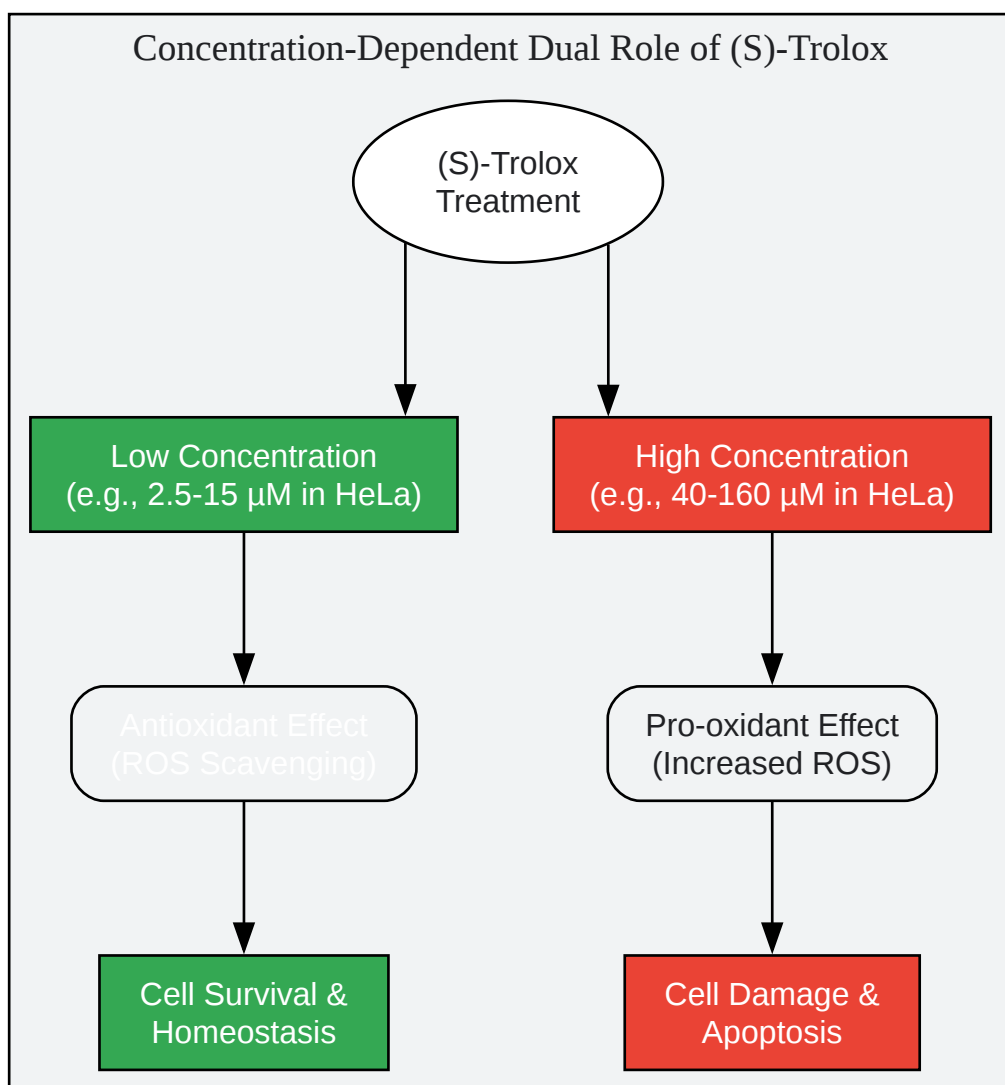 Concentration-Dependent Dual Role of (S)-Trolox
(S)-Trolox
Treatment
Low Concentration
(e.g., 2.5-15 µM in HeLa)
High Concentration
(e.g., 40-160 µM in HeLa)
Antioxidant Effect
(ROS Scavenging)
Pro-oxidant Effect
(Increased ROS)
Cell Survival &
Homeostasis
Cell Damage &
Apoptosis